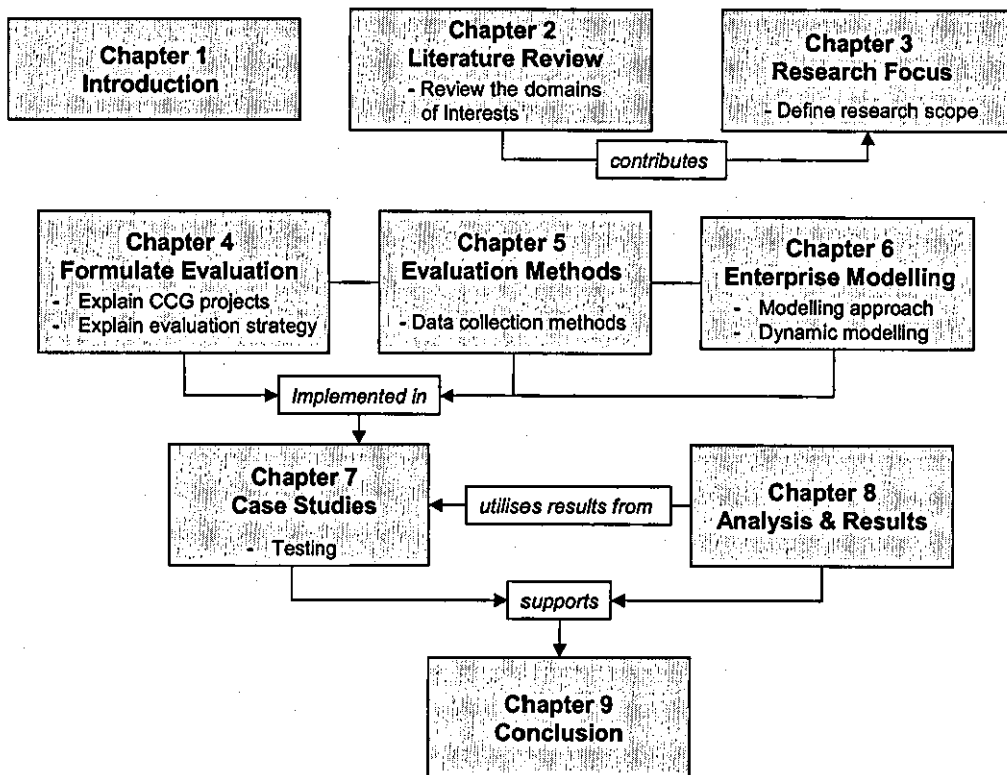 Chapter 1
Introduction
Chapter 2
Literature Review
- Review the domains
of Interests
Chapter 3
Research Focus
- Define research scope
contributes
Chapter 4
Formulate Evaluation
- Explain CCG projects
- Explain evaluation strategy
Chapter 5
Evaluation Methods
- Data collection methods
Chapter 6
Enterprise Modelling
- Modelling approach
- Dynamic modelling
Implemented in
Chapter 7
Case Studies
- Testing
utilises results from
Chapter 8
Analysis & Results
supports
Chapter 9
Conclusion